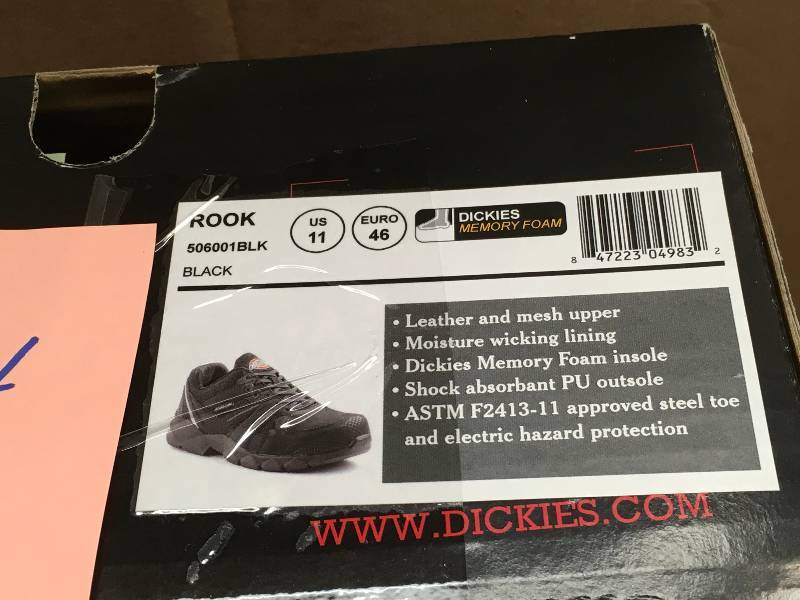 ROOK
506001BLK
BLACK
US
11
EURO
46
DICKIES
MEMORY FOAM
8 47223 04983 2
• Leather and mesh upper
• Moisture wicking lining
• Dickies Memory Foam insole
• Shock absorbant PU outsole
• ASTM F2413-11 approved steel toe
and electric hazard protection
WWW.DICKIES.COM